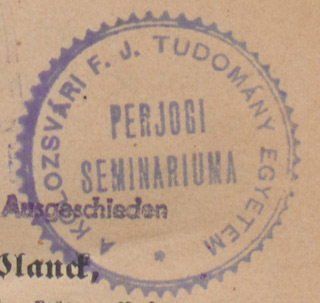 A KOLOZSVÁRI F. J. TUDOMÁNY EGYETEM
PERJOGI
SEMINARIUMA
Ausgeschieden
Planck,